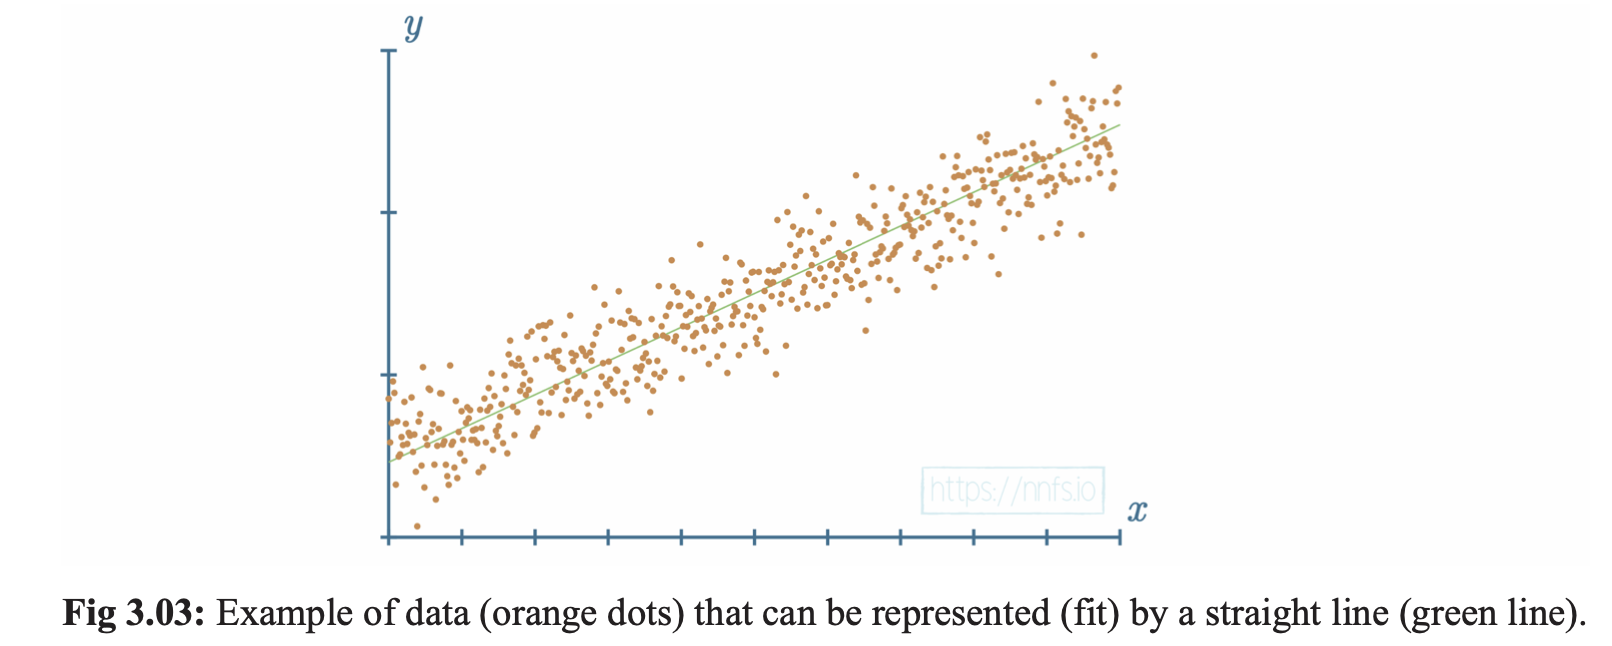 y
https://nnfs.io
x
Fig 3.03: Example of data (orange dots) that can be represented (fit) by a straight line (green line).